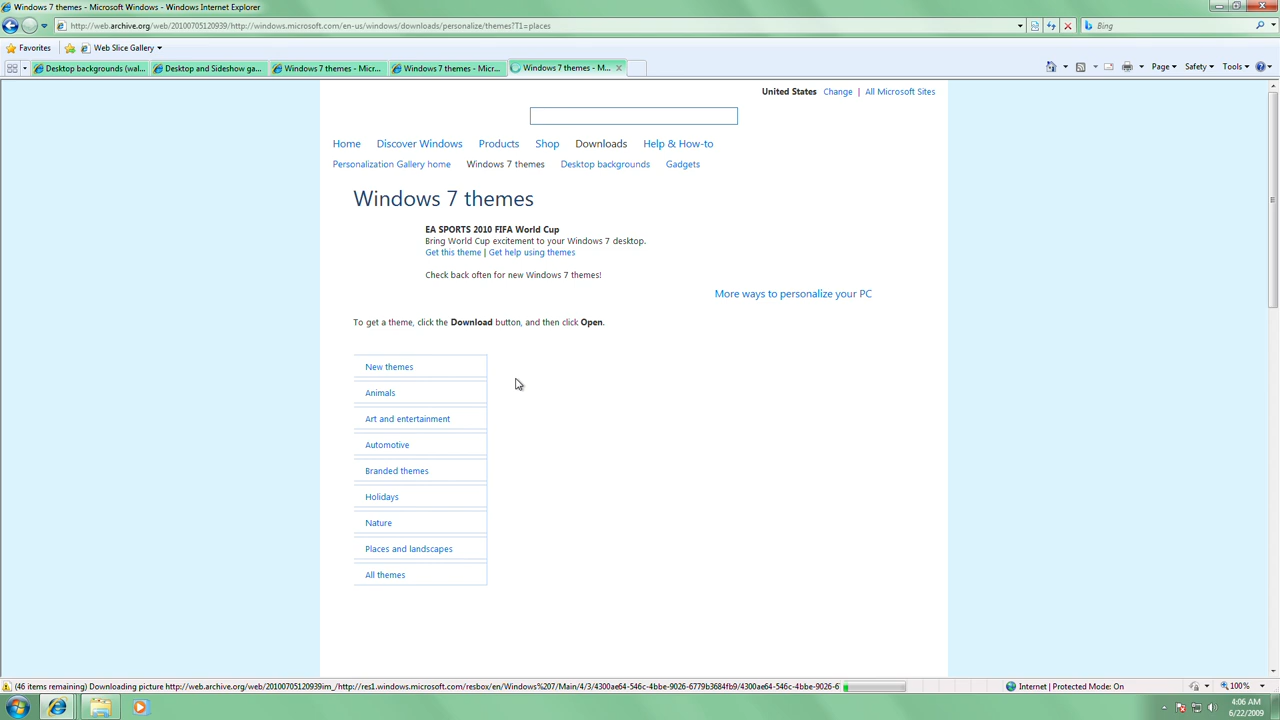 Windows 7 themes - Microsoft Windows - Windows Internet Explorer
http://web.archive.org/web/20100705120939/http://windows.microsoft.com/en-us/windows/downloads/personalize/themes?T1=places
Bing
Favorites Web Slice Gallery
Desktop backgrounds (wal... Desktop and Sideshow ga... Windows 7 themes - Micr... Windows 7 themes - Micr... Windows 7 themes - M...
Page Safety Tools
United States Change | All Microsoft Sites
Home Discover Windows Products Shop Downloads Help & How-to
Personalization Gallery home Windows 7 themes Desktop backgrounds Gadgets
Windows 7 themes
EA SPORTS 2010 FIFA World Cup
Bring World Cup excitement to your Windows 7 desktop.
Get this theme | Get help using themes
Check back often for new Windows 7 themes!
More ways to personalize your PC
To get a theme, click the Download button, and then click Open.
New themes
Animals
Art and entertainment
Automotive
Branded themes
Holidays
Nature
Places and landscapes
All themes
(46 items remaining) Downloading picture http://web.archive.org/web/20100705120939im_/http://res1.windows.microsoft.com/resbox/en/Windows%207/Main/4/3/4300ae64-546c-4bbe-9026-6779b3684fb9/4300ae64-546c-4bbe-9026-6
Internet | Protected Mode: On
100%
4:06 AM
6/22/2009